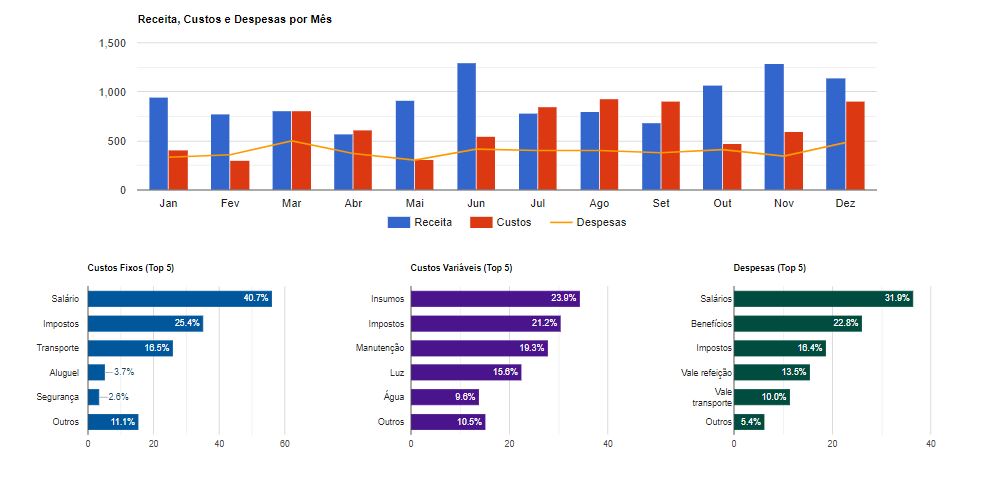 Receita, Custos e Despesas por Mês
1,500
1,000
500
0
Jan Fev Mar Abr Mai Jun Jul Ago Set Out Nov Dez
Receita Custos Despesas
Custos Fixos (Top 5)
Salário 40.7%
Impostos 25.4%
Transporte 16.5%
Aluguel 3.7%
Segurança 2.6%
Outros 11.1%
0 20 40 60
Custos Variáveis (Top 5)
Insumos 23.9%
Impostos 21.2%
Manutenção 19.3%
Luz 15.6%
Água 9.6%
Outros 10.5%
0 20 40
Despesas (Top 5)
Salários 31.9%
Benefícios 22.8%
Impostos 16.4%
Vale refeição 13.5%
Vale
transporte 10.0%
Outros 5.4%
0 20 40